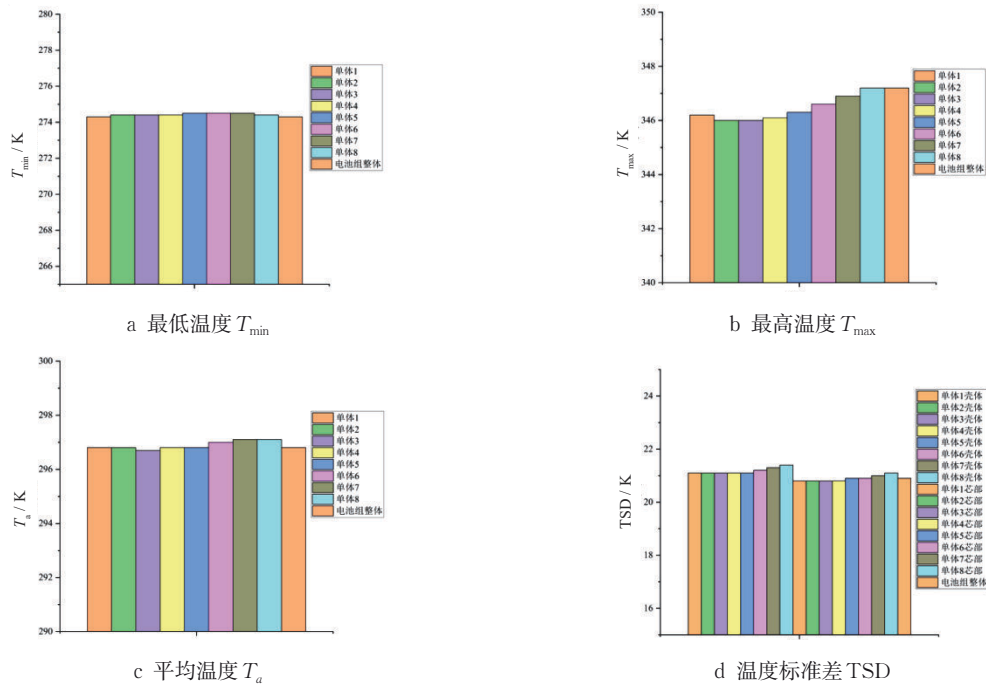 280
278
276
274
272
270
268
266
T_min / K
单体1
单体2
单体3
单体4
单体5
单体6
单体7
单体8
电池组整体
a 最低温度 T_min
350
348
346
344
342
340
T_max / K
单体1
单体2
单体3
单体4
单体5
单体6
单体7
单体8
电池组整体
b 最高温度 T_max
300
298
296
294
292
290
T_a / K
单体1
单体2
单体3
单体4
单体5
单体6
单体7
单体8
电池组整体
c 平均温度 T_a
24
22
20
18
16
TSD / K
单体1壳体
单体2壳体
单体3壳体
单体4壳体
单体5壳体
单体6壳体
单体7壳体
单体8壳体
单体1芯部
单体2芯部
单体3芯部
单体4芯部
单体5芯部
单体6芯部
单体7芯部
单体8芯部
电池组整体
d 温度标准差 TSD